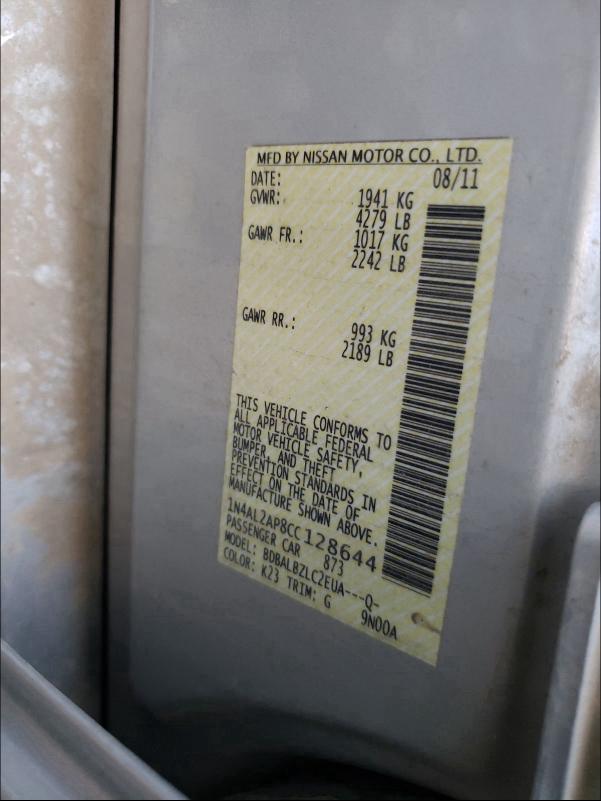 MFD BY NISSAN MOTOR CO., LTD.
DATE: 08/11
GVWR: 1941 KG
4279 LB
GAWR FR.: 1017 KG
2242 LB
GAWR RR.: 993 KG
2189 LB
THIS VEHICLE CONFORMS TO
ALL APPLICABLE FEDERAL
MOTOR VEHICLE SAFETY,
BUMPER, AND THEFT
PREVENTION STANDARDS IN
EFFECT ON THE DATE OF
MANUFACTURE SHOWN ABOVE.
1N4AL2AP8CC128644
PASSENGER CAR 873
MODEL: BDBALBZLC2EUA---Q-
COLOR: K23 TRIM: G 9N00A